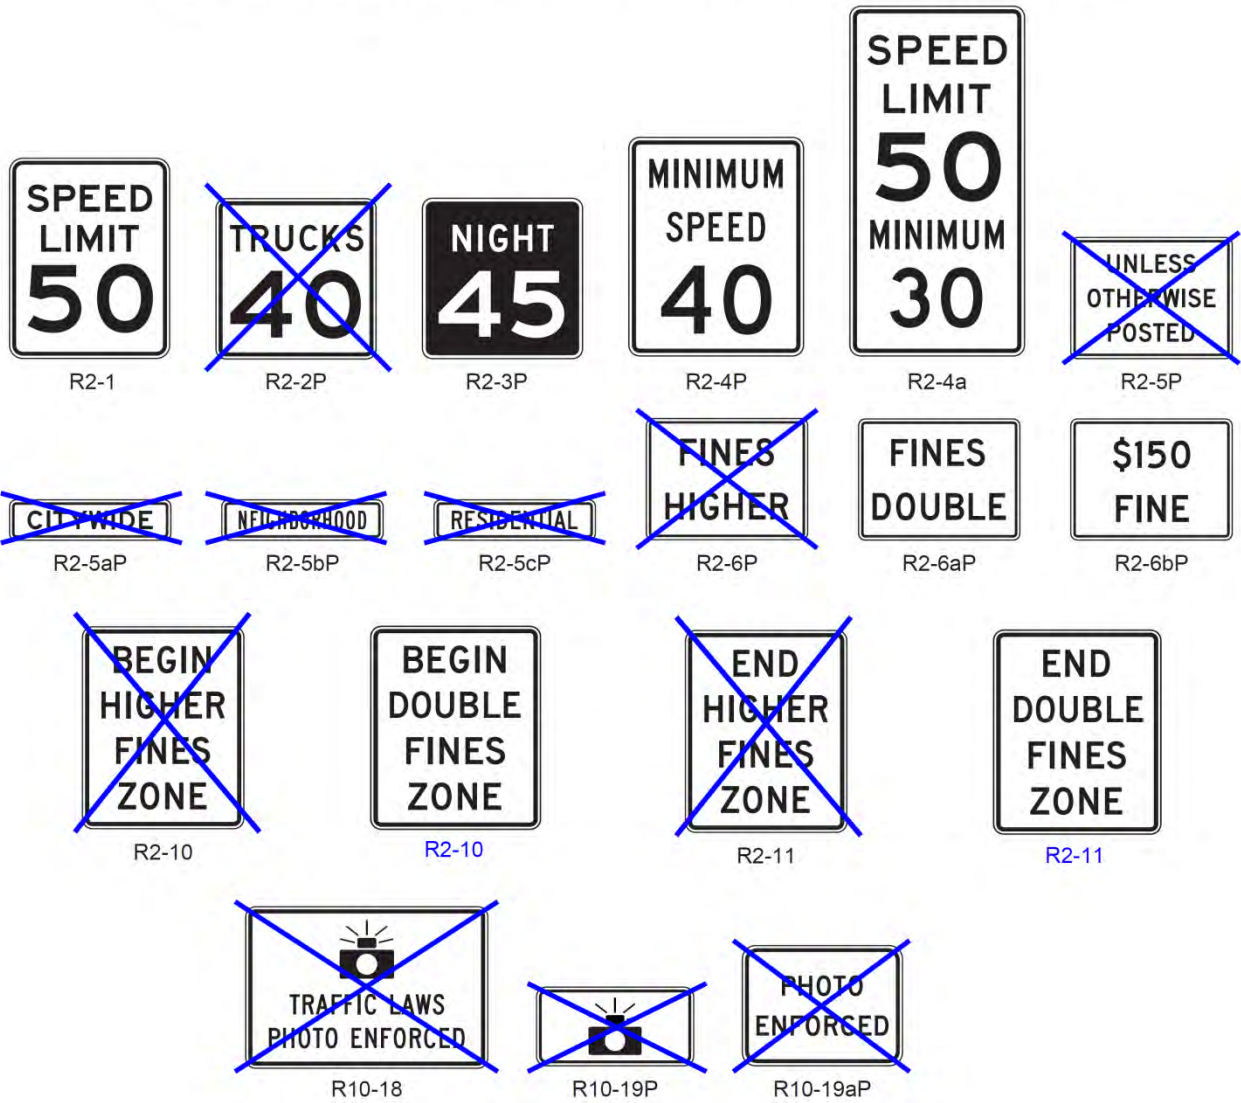 SPEED
LIMIT
50
R2-1
TRUCKS
40
R2-2P
NIGHT
45
R2-3P
MINIMUM
SPEED
40
R2-4P
SPEED
LIMIT
50
MINIMUM
30
R2-4a
UNLESS
OTHERWISE
POSTED
R2-5P
CITYWIDE
R2-5aP
NEIGHBORHOOD
R2-5bP
RESIDENTIAL
R2-5cP
FINES
HIGHER
R2-6P
FINES
DOUBLE
R2-6aP
$150
FINE
R2-6bP
BEGIN
HIGHER
FINES
ZONE
R2-10
BEGIN
DOUBLE
FINES
ZONE
R2-10
END
HIGHER
FINES
ZONE
R2-11
END
DOUBLE
FINES
ZONE
R2-11
TRAFFIC LAWS
PHOTO ENFORCED
R10-18
R10-19P
PHOTO
ENFORCED
R10-19aP